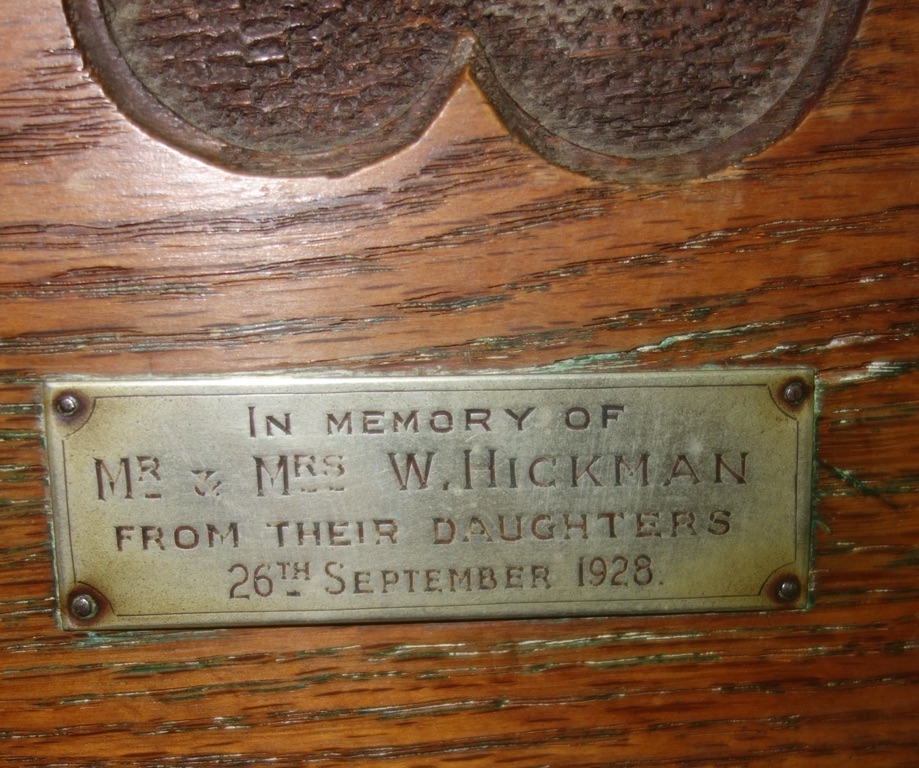 IN MEMORY OF
MR & MRS W. HICKMAN
FROM THEIR DAUGHTERS
26TH SEPTEMBER 1928.